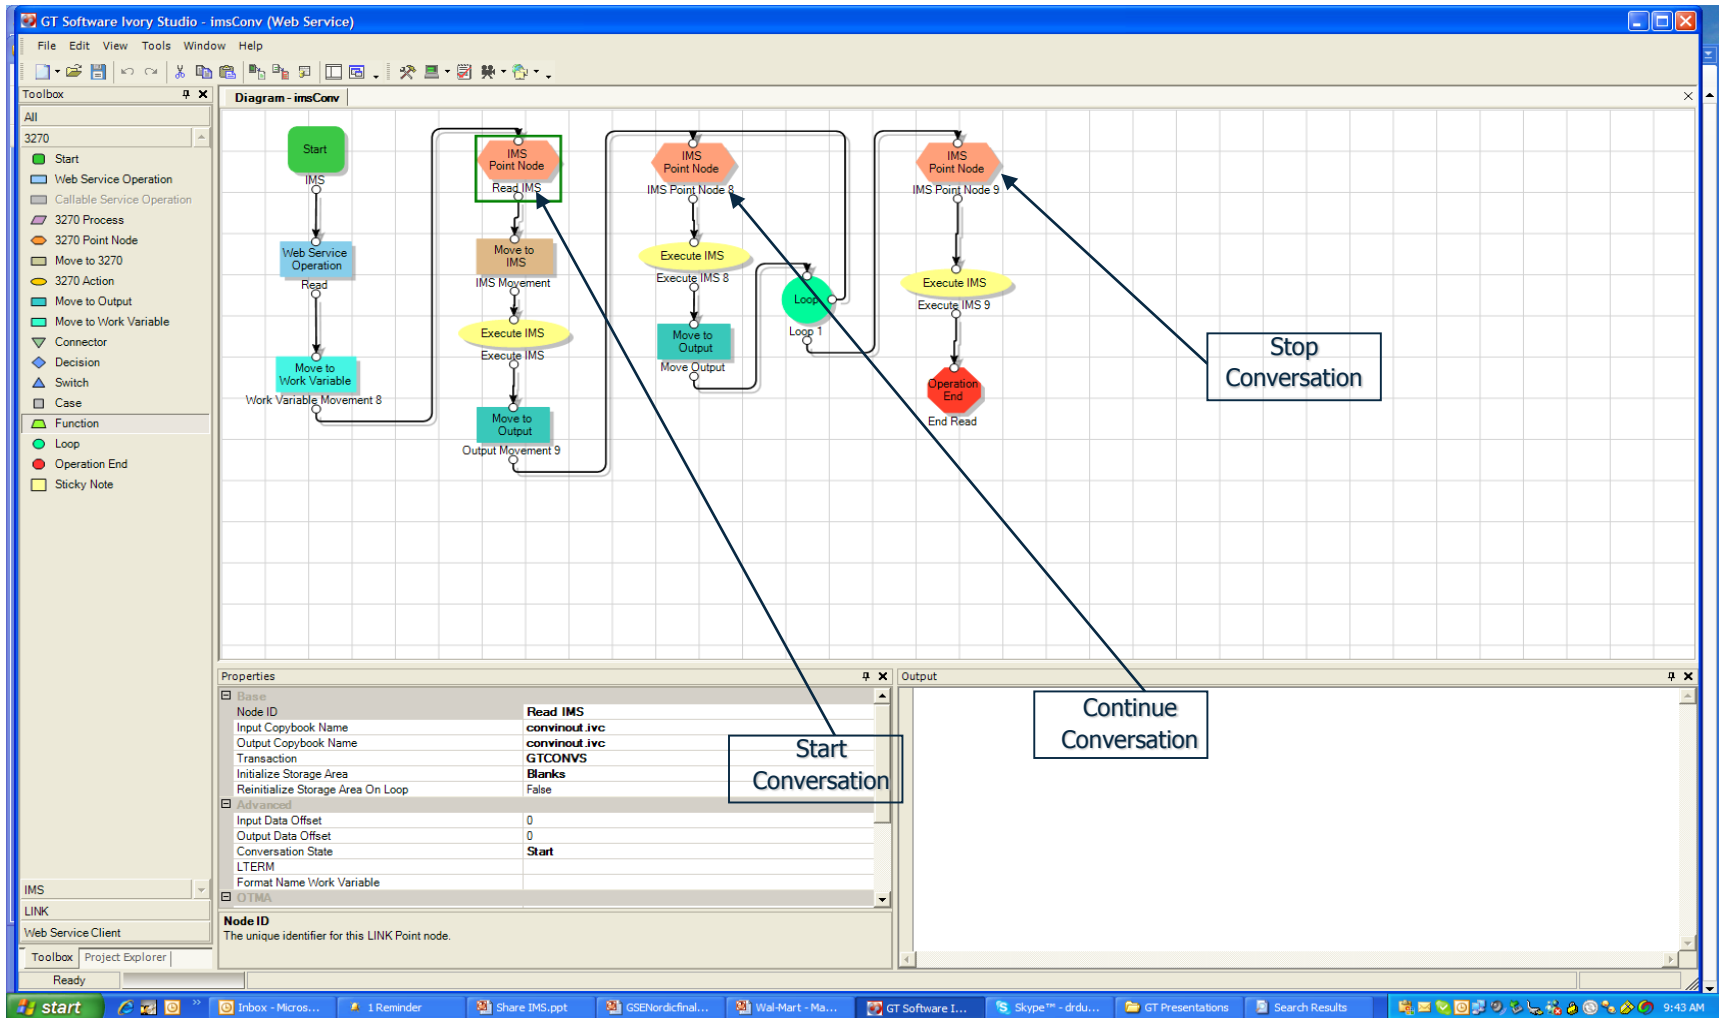 GT Software Ivory Studio - imsConv (Web Service)
File Edit View Tools Window Help
Toolbox
All
3270
Start
Web Service Operation
Callable Service Operation
3270 Process
3270 Point Node
Move to 3270
3270 Action
Move to Output
Move to Work Variable
Connector
Decision
Switch
Case
Function
Loop
Operation End
Sticky Note
IMS
LINK
Web Service Client
Toolbox Project Explorer
Diagram - imsConv
Start
IMS
Web Service
Operation
Read
Move to
Work Variable
Work Variable Movement 8
IMS
Point Node
Read IMS
Move to
IMS
IMS Movement
Execute IMS
Execute IMS
Move to
Output
Output Movement 9
IMS
Point Node
IMS Point Node 8
Execute IMS
Execute IMS 8
Move to
Output
Move Output
Loop
Loop 1
IMS
Point Node
IMS Point Node 9
Execute IMS
Execute IMS 9
Operation
End
End Read
Stop
Conversation
Continue
Conversation
Start
Conversation
Properties
Base
Node ID Read IMS
Input Copybook Name convinout.ivc
Output Copybook Name convinout.ivc
Transaction GTCONVS
Initialize Storage Area Blanks
Reinitialize Storage Area On Loop False
Advanced
Input Data Offset 0
Output Data Offset 0
Conversation State Start
LTERM
Format Name Work Variable
OTMA
Node ID
The unique identifier for this LINK Point node.
Output
Ready
start
Inbox - Micros...
1 Reminder
Share IMS.ppt
GSENordicfinal...
Wal-Mart - Ma...
GT Software I...
Skype™ - drdu...
GT Presentations
Search Results
9:43 AM